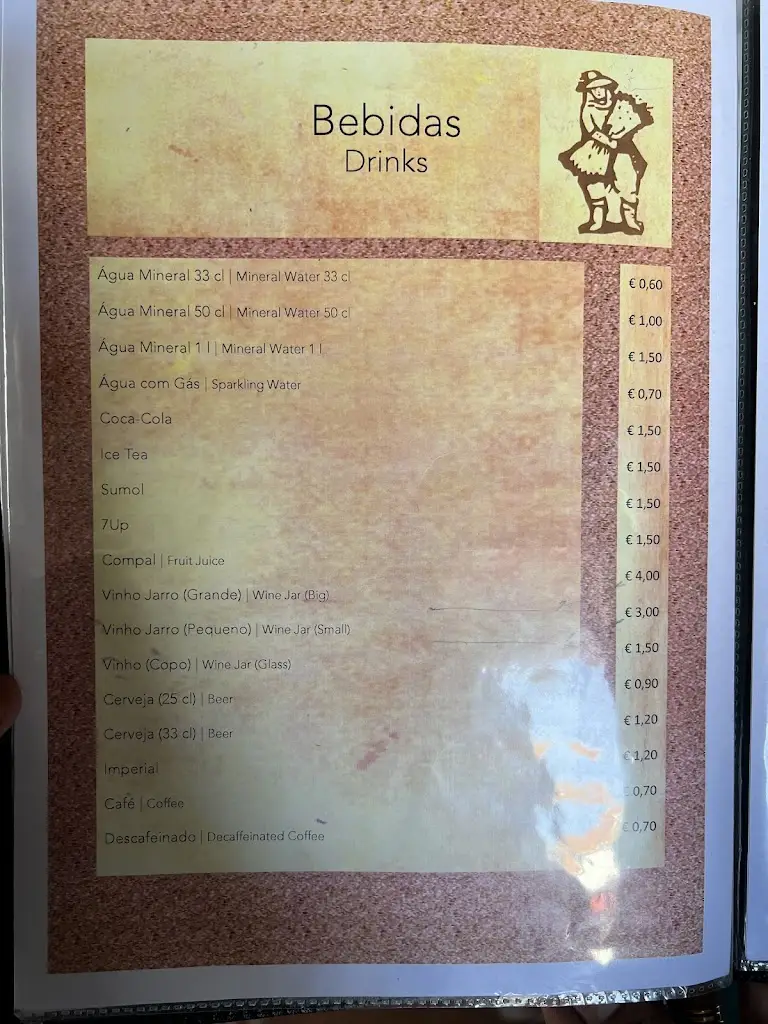 Bebidas
Drinks
Água Mineral 33 cl | Mineral Water 33 cl
Água Mineral 50 cl | Mineral Water 50 cl
Água Mineral 1 l | Mineral Water 1 l
Água com Gás | Sparkling Water
Coca-Cola
Ice Tea
Sumol
7Up
Compal | Fruit Juice
Vinho Jarro (Grande) | Wine Jar (Big)
Vinho Jarro (Pequeno) | Wine Jar (Small)
Vinho (Copo) | Wine Jar (Glass)
Cerveja (25 cl) | Beer
Cerveja (33 cl) | Beer
Imperial
Café | Coffee
Descafeinado | Decaffeinated Coffee
€ 0,60
€ 1,00
€ 1,50
€ 0,70
€ 1,50
€ 1,50
€ 1,50
€ 1,50
€ 4,00
€ 3,00
€ 1,50
€ 0,90
€ 1,20
€ 1,20
€ 0,70
€ 0,70